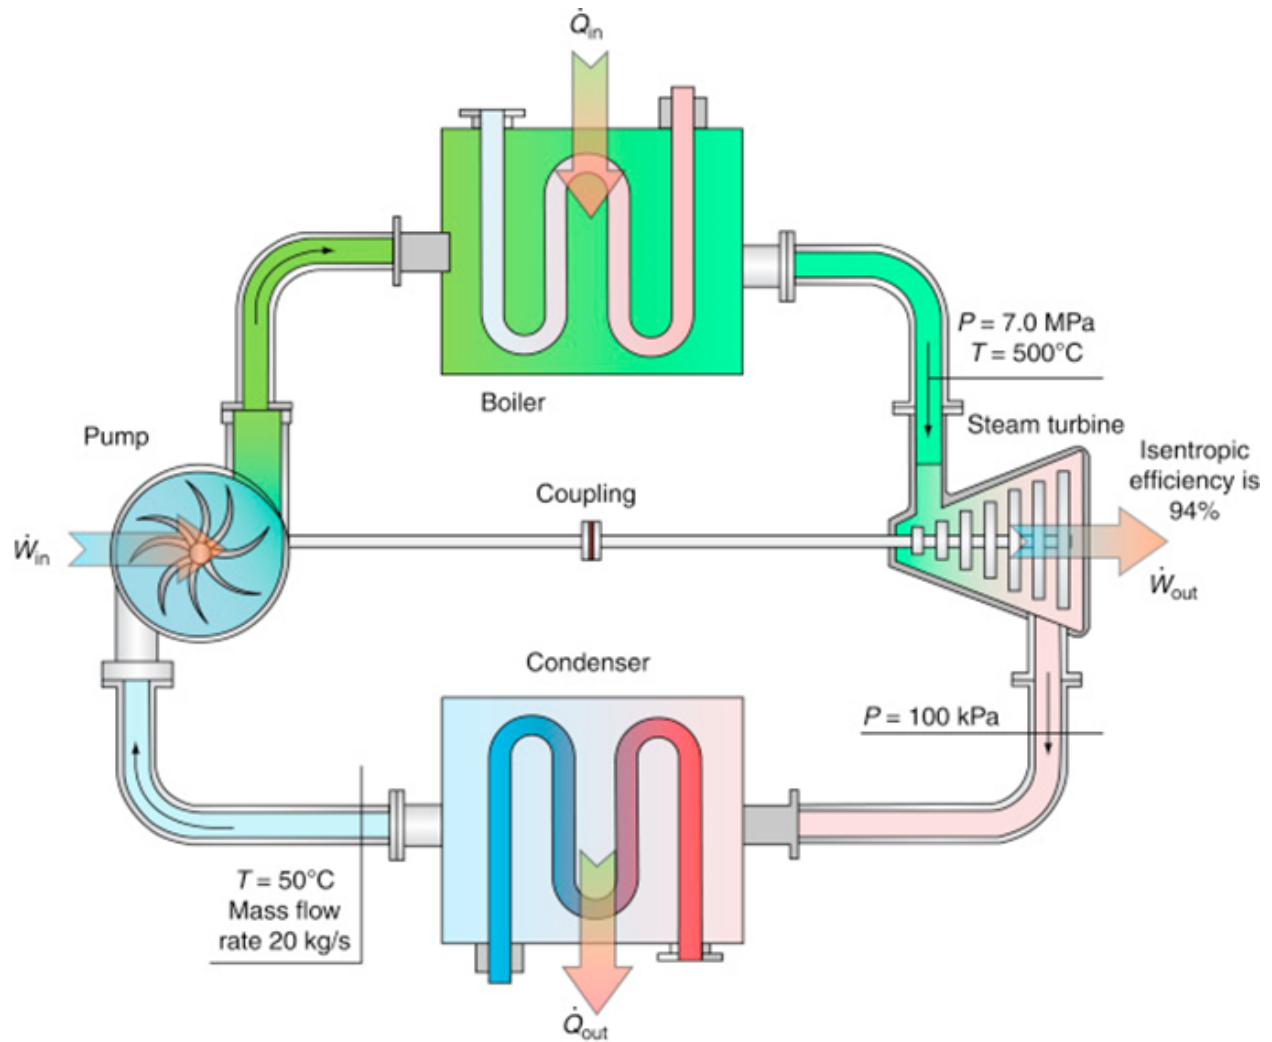 Q̇in
P = 7.0 MPa
T = 500°C
Boiler
Steam turbine
Pump
Isentropic
efficiency is
94%
Coupling
Ẇin
Ẇout
Condenser
P = 100 kPa
T = 50°C
Mass flow
rate 20 kg/s
Q̇out